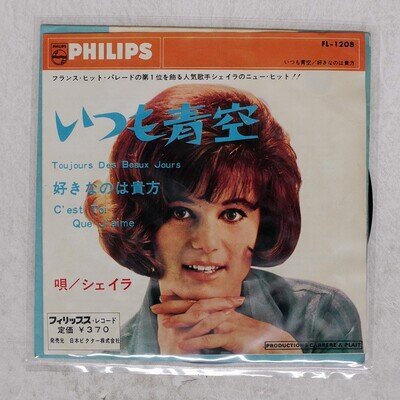 PHILIPS
PHILIPS
FL-1208
いつも青空/好きなのは貴方
フランス・ヒット・パレードの第1位を飾る人気歌手シェイラのニュー・ヒット!!
いつも青空
Toujours Des Beaux Jours
好きなのは貴方
C'est Toi
Que J'aime
唄/シェイラ
フィリップス・レコード
定価 ¥370
発売元 日本ビクター株式会社
PRODUCTION: CARRERE & PLAIT